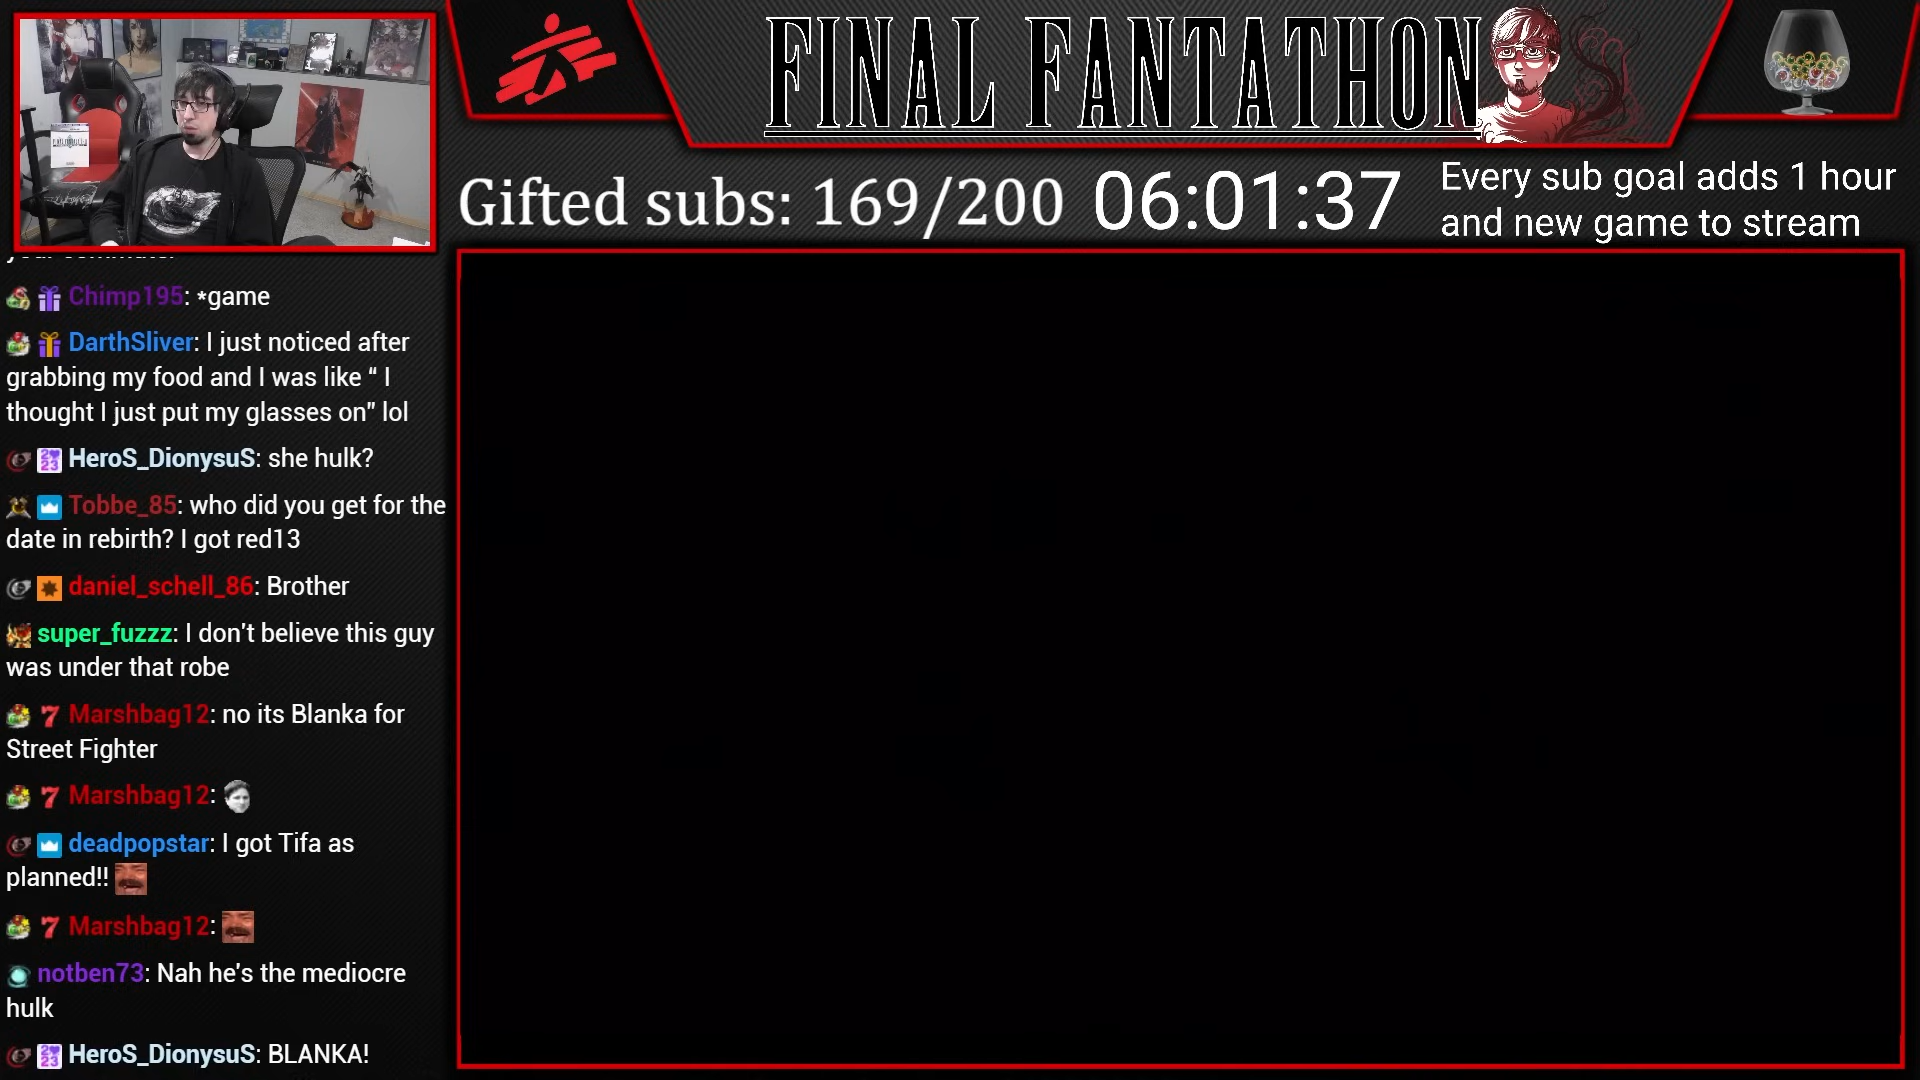 FINAL FANTATHON
Gifted subs: 169/200
06:01:37
Every sub goal adds 1 hour
and new game to stream
Chimp195: *game
DarthSliver: I just noticed after
grabbing my food and I was like “ I
thought I just put my glasses on” lol
HeroS_DionysuS: she hulk?
Tobbe_85: who did you get for the
date in rebirth? I got red13
daniel_schell_86: Brother
super_fuzzz: I don't believe this guy
was under that robe
Marshbag12: no its Blanka for
Street Fighter
Marshbag12:
deadpopstar: I got Tifa as
planned!!
Marshbag12:
notben73: Nah he's the mediocre
hulk
HeroS_DionysuS: BLANKA!